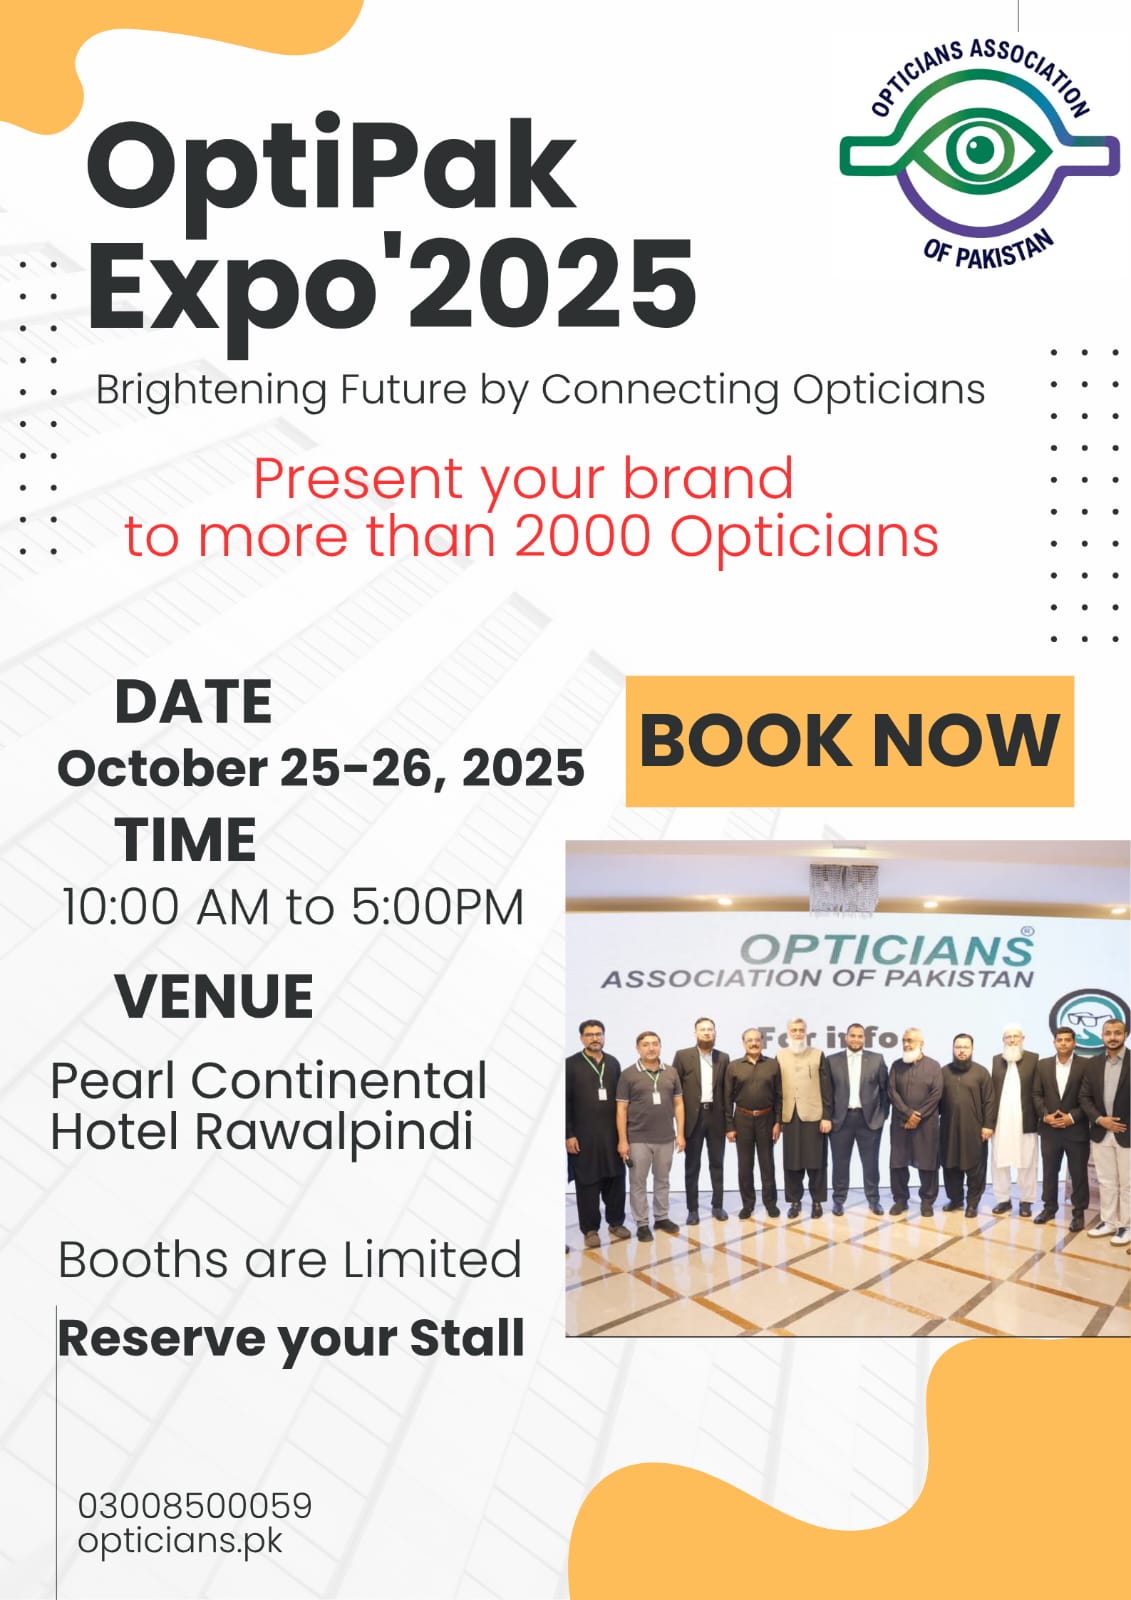 OPTICIANS ASSOCIATION
OF PAKISTAN
OptiPak
Expo'2025
Brightening Future by Connecting Opticians
Present your brand
to more than 2000 Opticians
DATE
October 25-26, 2025
TIME
10:00 AM to 5:00PM
VENUE
Pearl Continental
Hotel Rawalpindi
Booths are Limited
Reserve your Stall
03008500059
opticians.pk
BOOK NOW
OPTICIANS®
ASSOCIATION OF PAKISTAN
For info